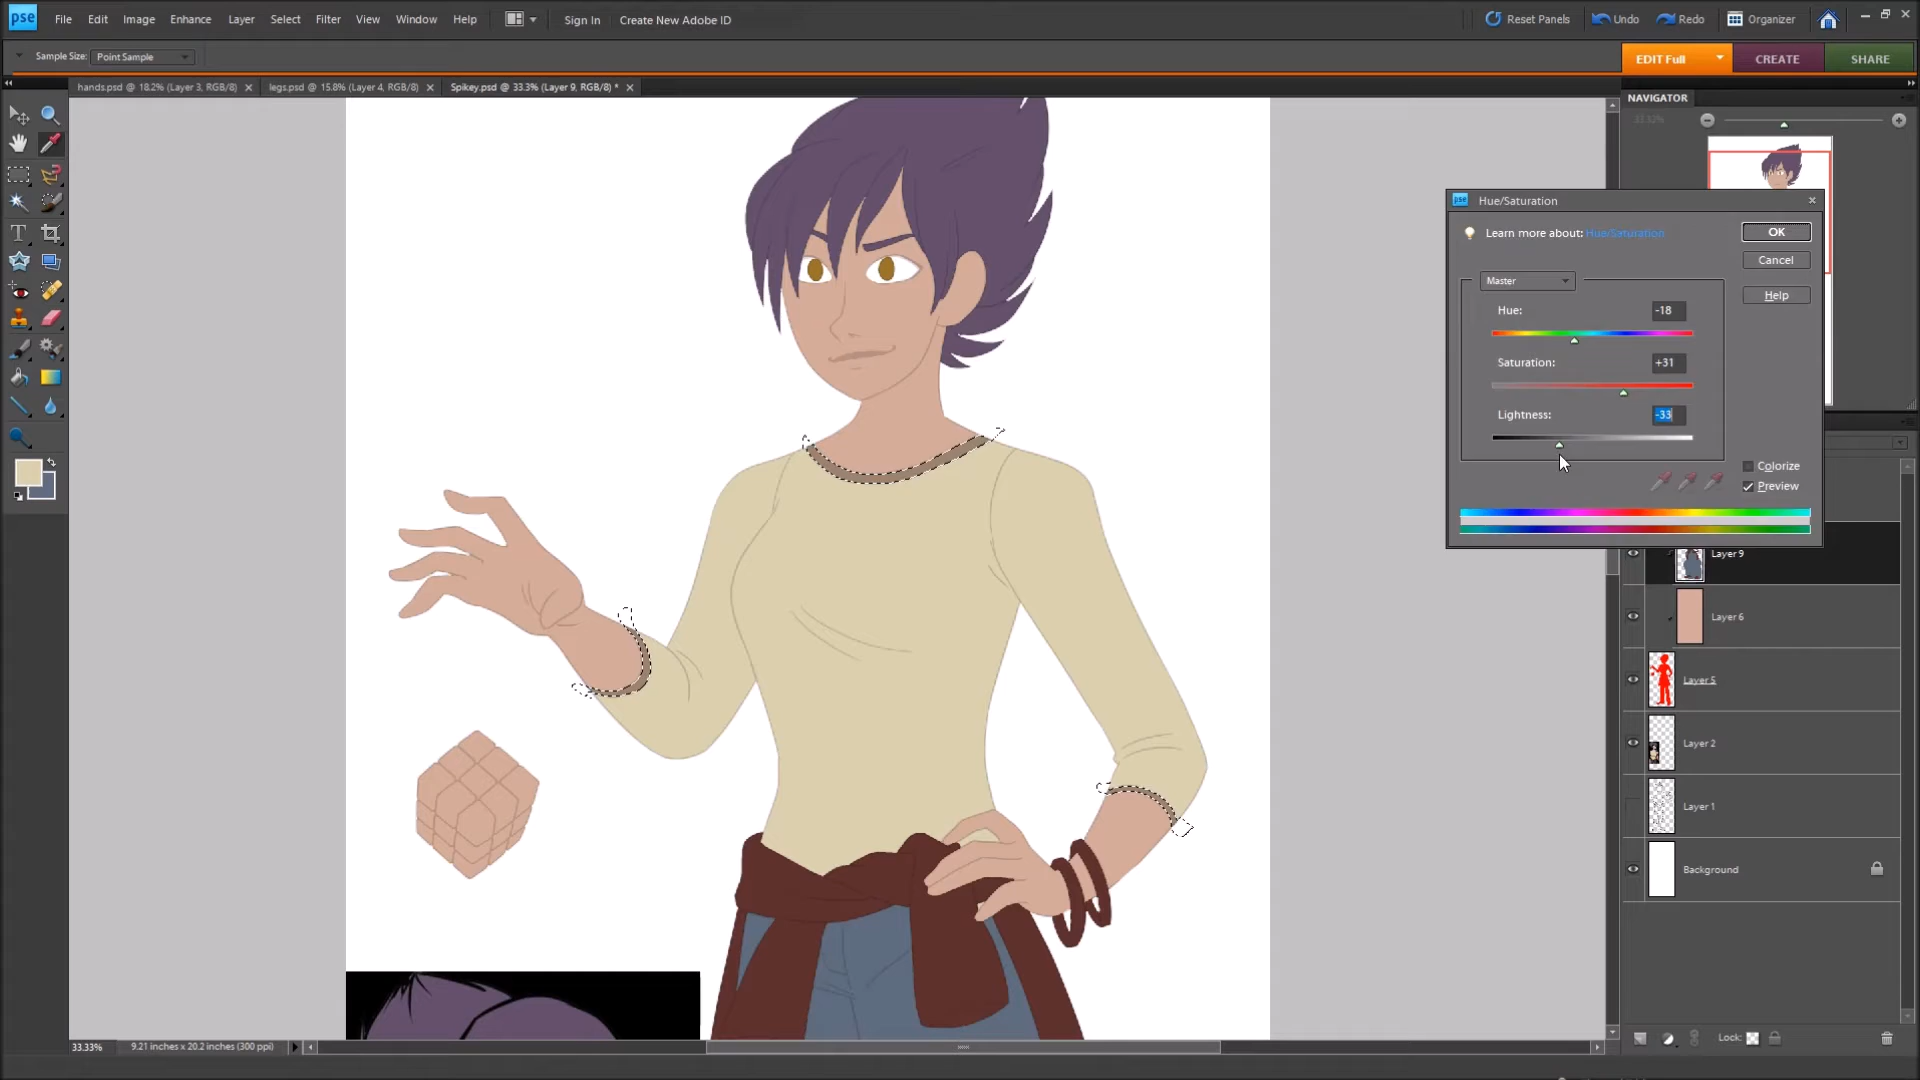 pse File Edit Image Enhance Layer Select Filter View Window Help Sign In Create New Adobe ID Reset Panels Undo Redo Organizer
Sample Size: Point Sample EDIT Full CREATE SHARE
hands.psd @ 18.2% (Layer 3, RGB/8) legs.psd @ 15.8% (Layer 4, RGB/8) Spikey.psd @ 33.3% (Layer 9, RGB/8) *
NAVIGATOR
33.33%
pse Hue/Saturation
Learn more about: Hue/Saturation OK
Cancel
Master
Help
Hue: -18
Saturation: +31
Lightness: -33
Colorize
Preview
Layer 9
Layer 6
Layer 5
Layer 2
Layer 1
Background
Lock:
33.33% 9.21 inches x 20.2 inches (300 ppi)